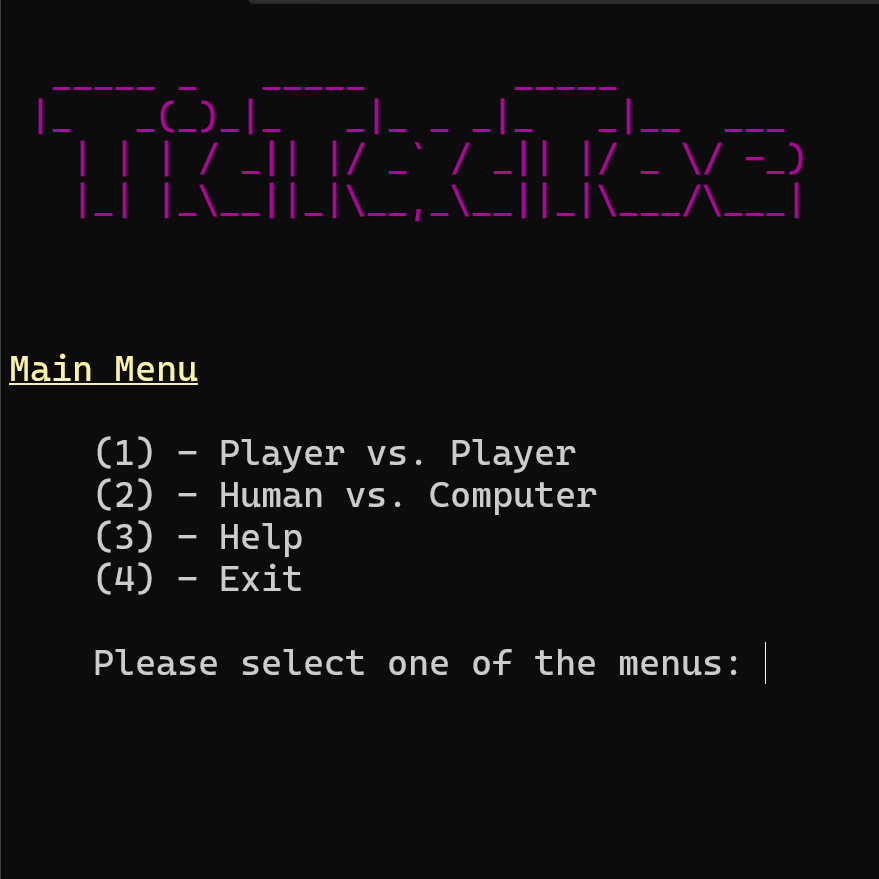 TicTacToe
Main Menu
(1) - Player vs. Player
(2) - Human vs. Computer
(3) - Help
(4) - Exit
Please select one of the menus: